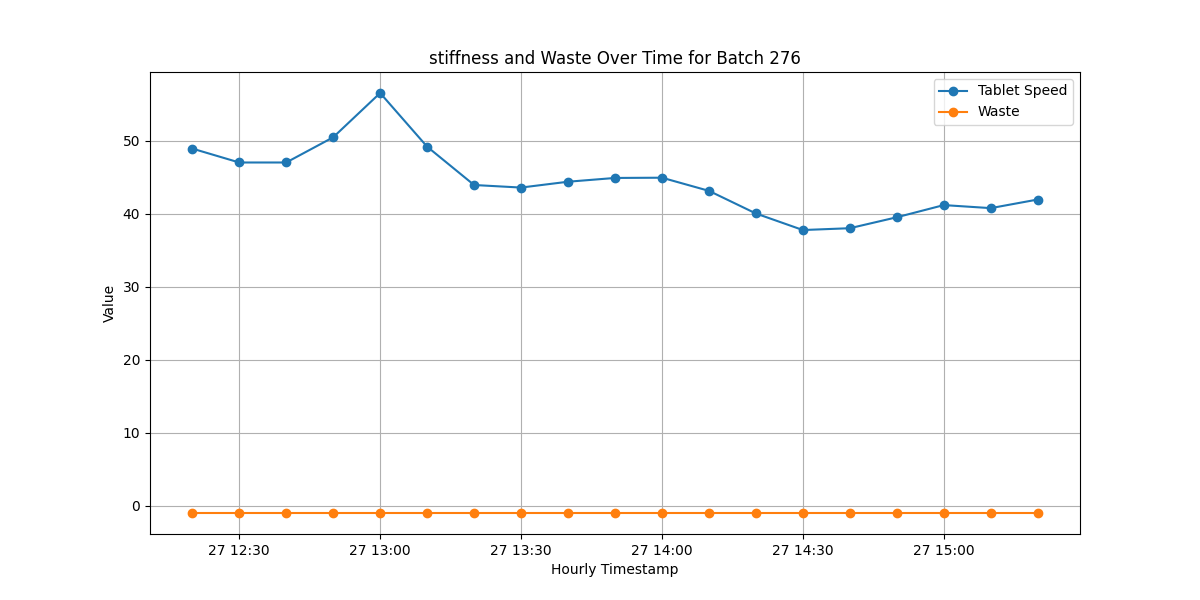 stiffness and Waste Over Time for Batch 276
Tablet Speed
Waste
Value
50
40
30
20
10
0
27 12:30
27 13:00
27 13:30
27 14:00
27 14:30
27 15:00
Hourly Timestamp